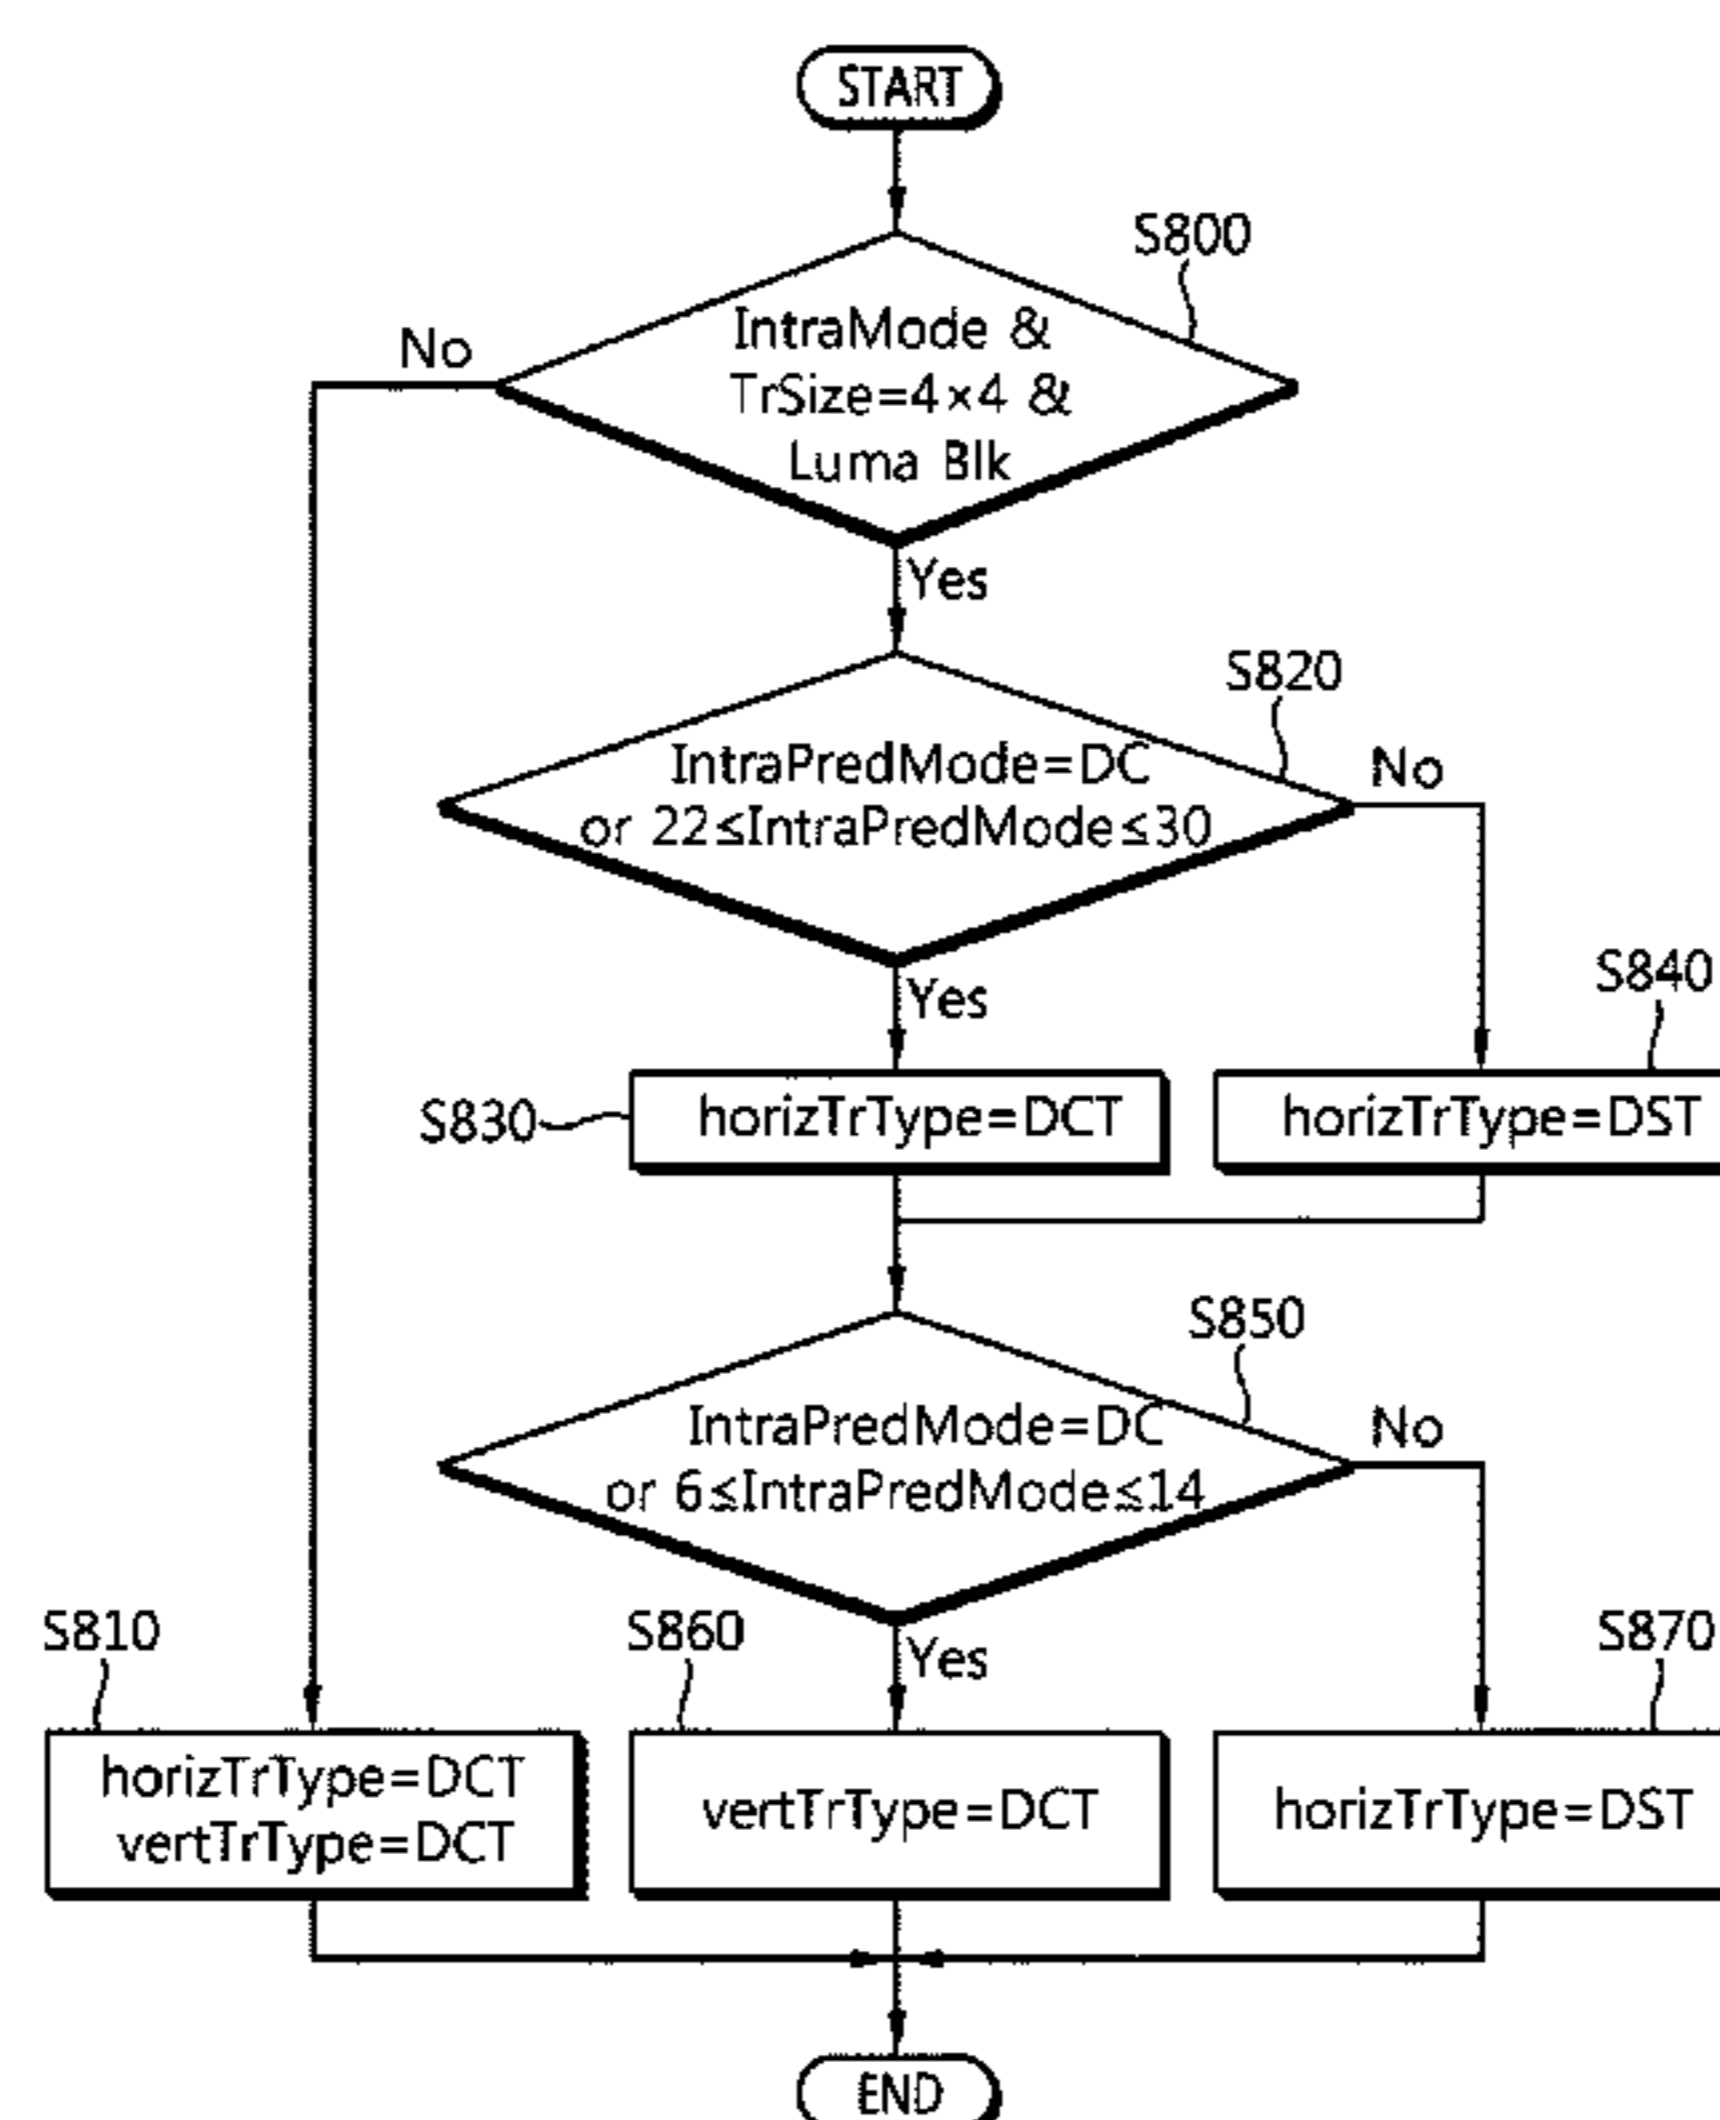 START
S800
No
IntraMode &
TrSize=4×4 &
Luma Blk
Yes
S820
IntraPredMode=DC
or 22≤IntraPredMode≤30
No
Yes
S840
S830
horizTrType=DCT
horizTrType=DST
S850
IntraPredMode=DC
or 6≤IntraPredMode≤14
No
S810
S860
Yes
S870
horizTrType=DCT
vertTrType=DCT
vertTrType=DCT
horizTrType=DST
END